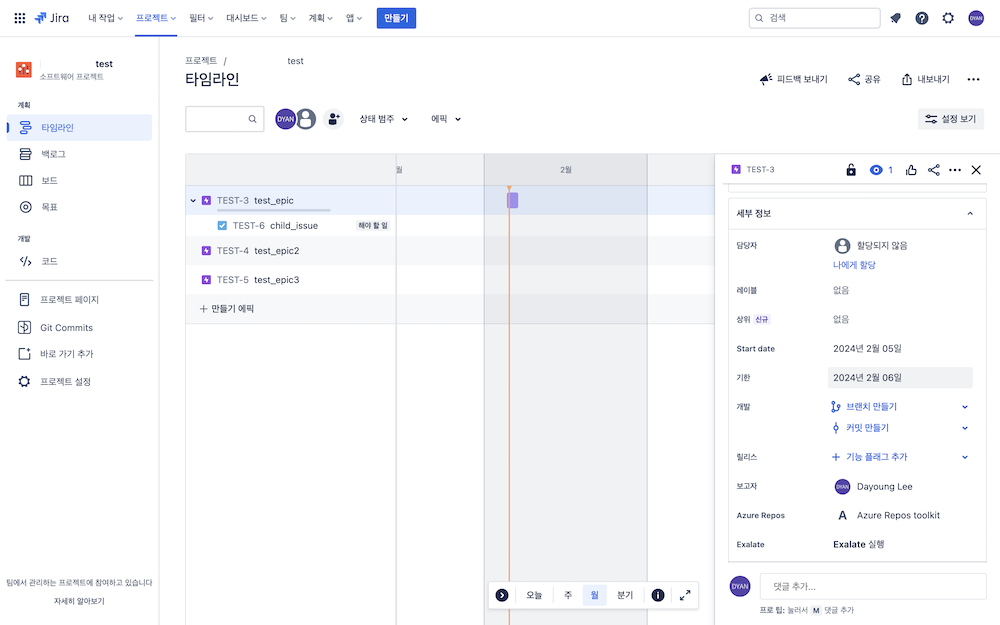 Jira
내 작업
프로젝트
필터
대시보드
팀
계획
앱
만들기
검색
DYAN
test
소프트웨어 프로젝트
계획
타임라인
백로그
보드
목표
개발
코드
프로젝트 페이지
Git Commits
바로 가기 추가
프로젝트 설정
팀에서 관리하는 프로젝트에 참여하고 있습니다
자세히 알아보기
프로젝트 / test
타임라인
피드백 보내기
공유
내보내기
DYAN
상태 범주
에픽
설정 보기
월
2월
TEST-3 test_epic
TEST-6 child_issue 해야 할 일
TEST-4 test_epic2
TEST-5 test_epic3
만들기 에픽
오늘
주
월
분기
TEST-3
1
세부 정보
담당자 할당되지 않음
나에게 할당
레이블 없음
상위 신규 없음
Start date 2024년 2월 05일
기한 2024년 2월 06일
개발 브랜치 만들기
커밋 만들기
릴리스 기능 플래그 추가
보고자 DYAN Dayoung Lee
Azure Repos A Azure Repos toolkit
Exalate Exalate 실행
DYAN 댓글 추가...
프로 팁: 눌러서 M 댓글 추가